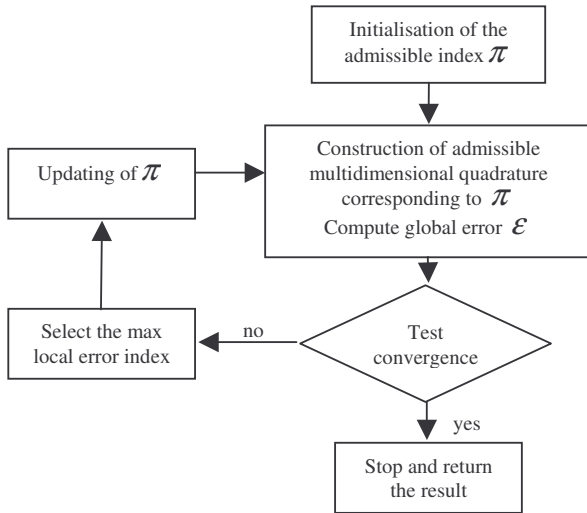 Initialisation of the
admissible index π
Construction of admissible
multidimensional quadrature
corresponding to π
Compute global error ε
Updating of π
Select the max
local error index
no
Test
convergence
yes
Stop and return
the result